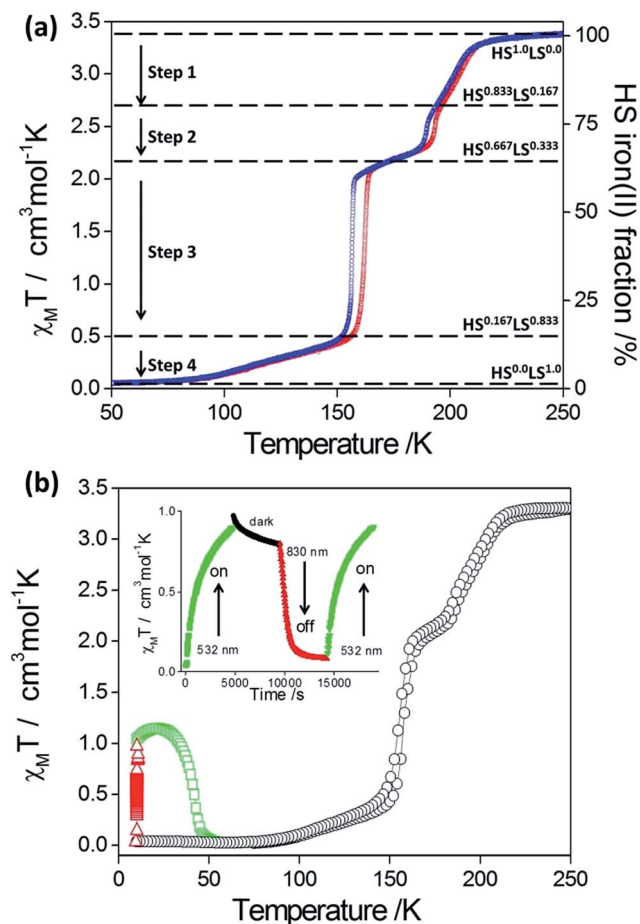 (a)
3.5
3.0
2.5
2.0
1.5
1.0
0.5
0.0
χMT / cm³mol⁻¹K
Step 1
Step 2
Step 3
Step 4
HS¹·⁰LS⁰·⁰
HS⁰·⁸³³LS⁰·¹⁶⁷
HS⁰·⁶⁶⁷LS⁰·³³³
HS⁰·¹⁶⁷LS⁰·⁸³³
HS⁰·⁰LS¹·⁰
100
75
50
25
0
HS iron(II) fraction /%
50 100 150 200 250
Temperature /K
(b)
3.5
3.0
2.5
2.0
1.5
1.0
0.5
0.0
χMT / cm³mol⁻¹K
1.0
0.5
0.0
χMT / cm³mol⁻¹K
dark
830 nm
on
off
on
532 nm
532 nm
0 5000 10000 15000
Time /s
0 50 100 150 200 250
Temperature /K